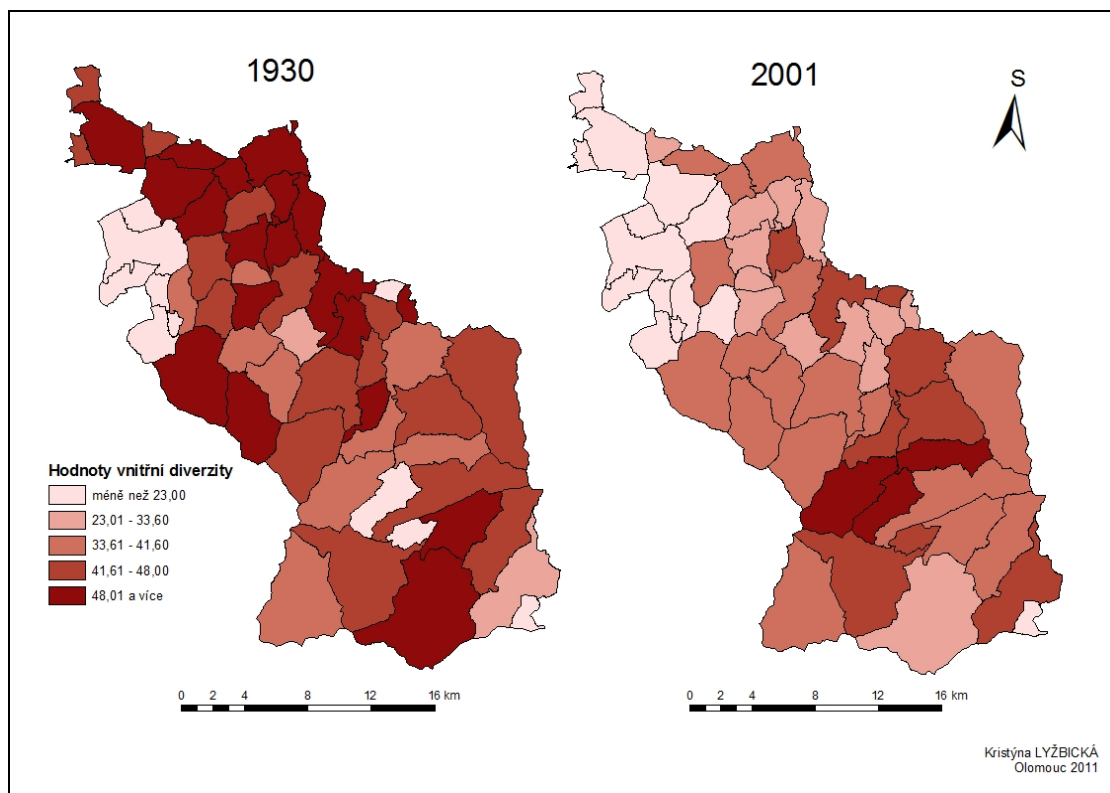 1930
2001
S
Hodnoty vnitřní diverzity
méně než 23,00
23,01 - 33,60
33,61 - 41,60
41,61 - 48,00
48,01 a více
0 2 4 8 12 16 km
0 2 4 8 12 16 km
Kristýna LYŽBICKÁ
Olomouc 2011